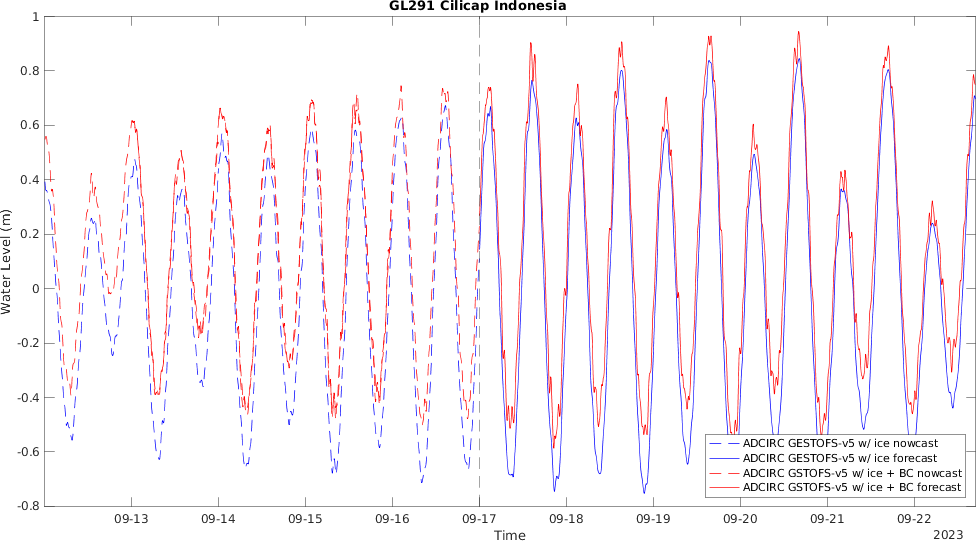 GL291 Cilicap Indonesia
1
0.8
0.6
0.4
0.2
0
-0.2
-0.4
-0.6
-0.8
Water Level (m)
09-13 09-14 09-15 09-16 09-17 09-18 09-19 09-20 09-21 09-22
Time
2023
ADCIRC GESTOFS-v5 w/ ice nowcast
ADCIRC GESTOFS-v5 w/ ice forecast
ADCIRC GSTOFS-v5 w/ ice + BC nowcast
ADCIRC GSTOFS-v5 w/ ice + BC forecast